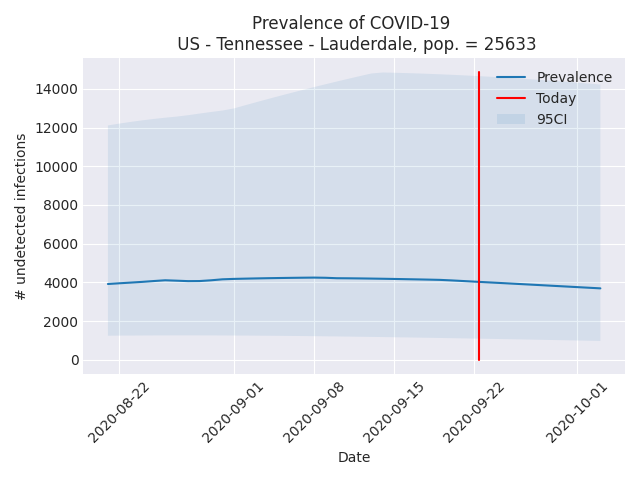 Prevalence of COVID-19
US - Tennessee - Lauderdale, pop. = 25633
# undetected infections
14000
12000
10000
8000
6000
4000
2000
0
Prevalence
Today
95CI
2020-08-22
2020-09-01
2020-09-08
2020-09-15
2020-09-22
2020-10-01
Date